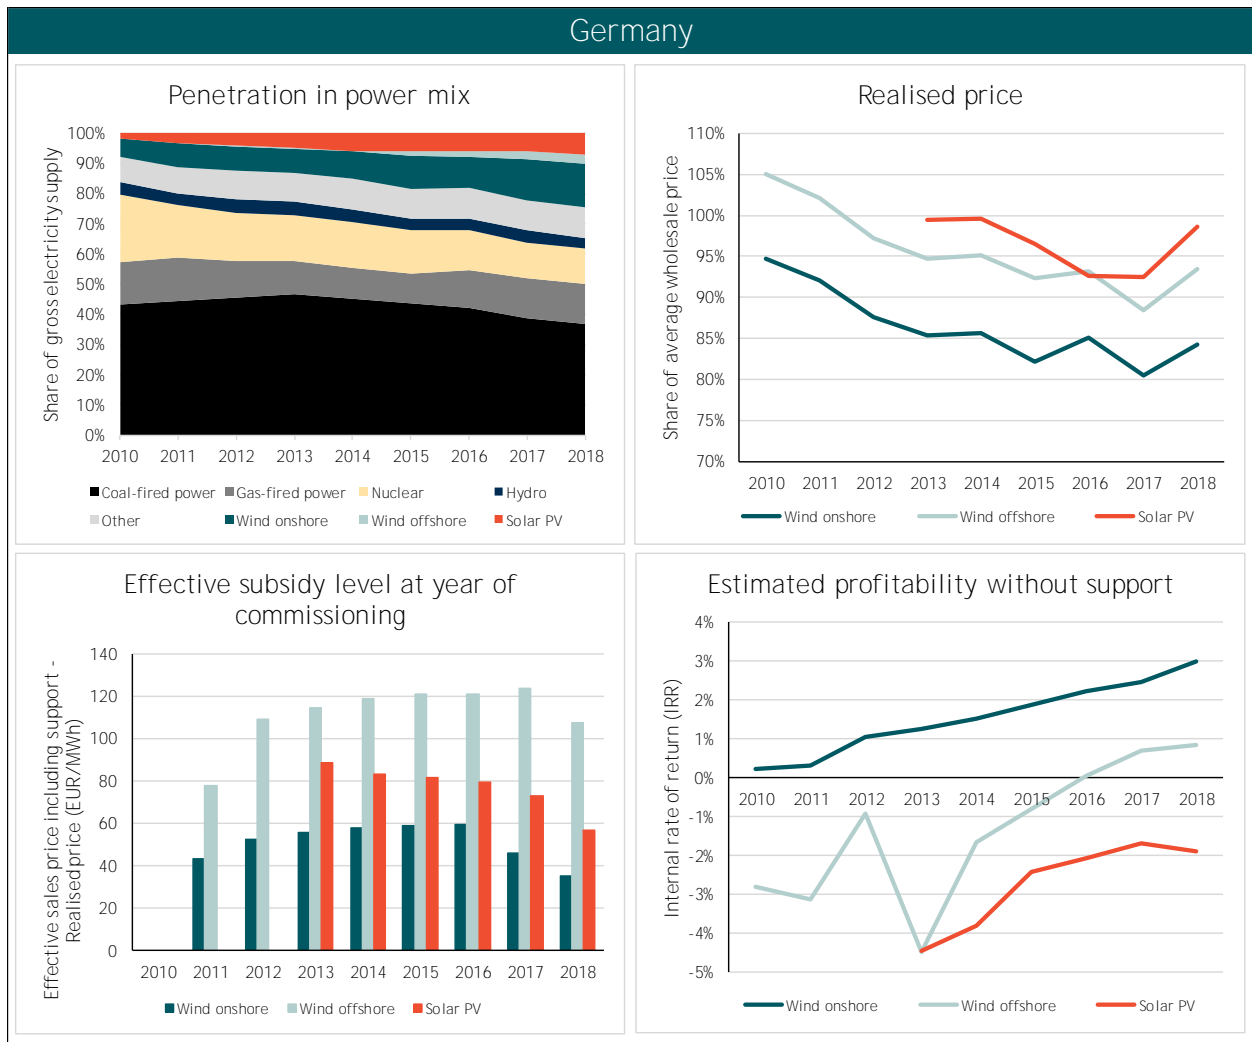 Germany
Penetration in power mix
Share of gross electricity supply
100%
90%
80%
70%
60%
50%
40%
30%
20%
10%
0%
2010 2011 2012 2013 2014 2015 2016 2017 2018
Coal-fired power Gas-fired power Nuclear Hydro
Other Wind onshore Wind offshore Solar PV
Realised price
Share of average wholesale price
110%
105%
100%
95%
90%
85%
80%
75%
70%
2010 2011 2012 2013 2014 2015 2016 2017 2018
Wind onshore Wind offshore Solar PV
Effective subsidy level at year of
commissioning
Effective sales price including support -
Realised price (EUR/MWh)
140
120
100
80
60
40
20
0
2010 2011 2012 2013 2014 2015 2016 2017 2018
Wind onshore Wind offshore Solar PV
Estimated profitability without support
Internal rate of return (IRR)
4%
3%
2%
1%
0%
-1%
-2%
-3%
-4%
-5%
2010 2011 2012 2013 2014 2015 2016 2017 2018
Wind onshore Wind offshore Solar PV